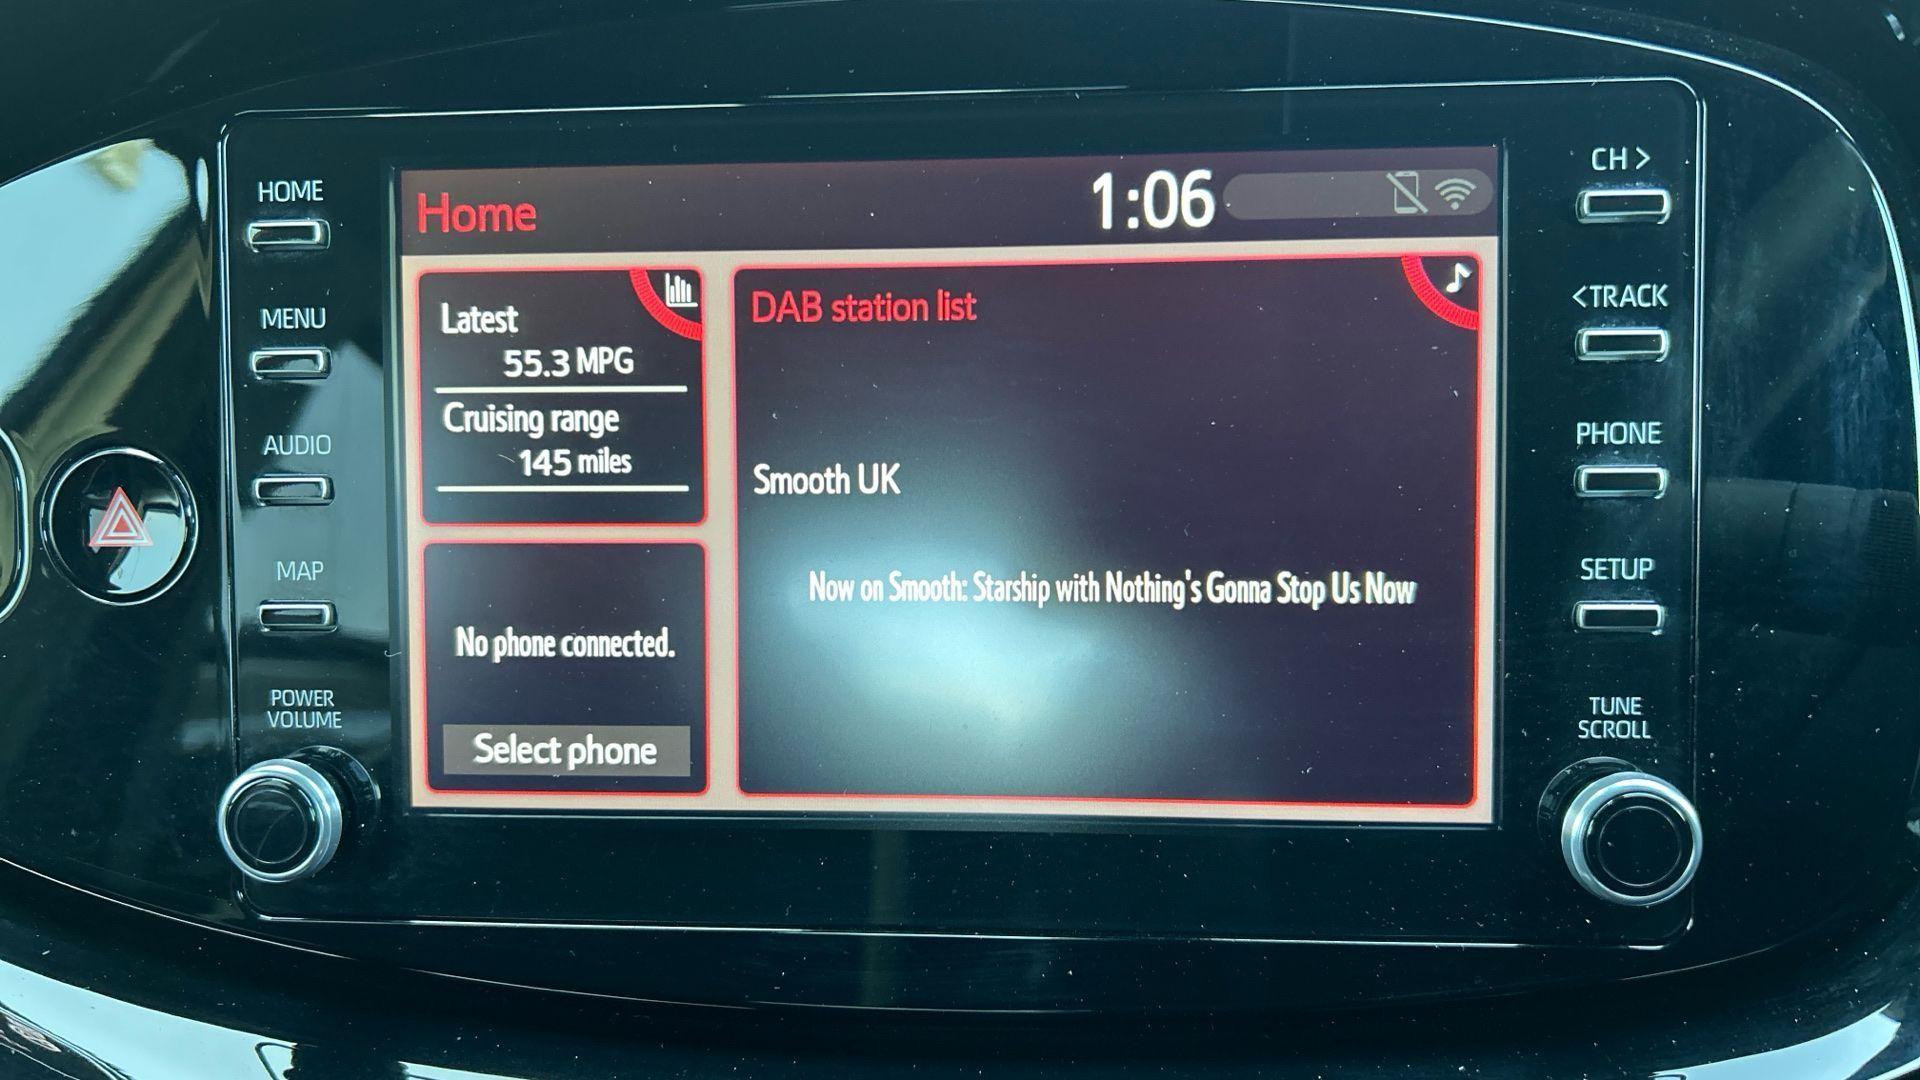 HOME
MENU
AUDIO
MAP
POWER
VOLUME
Home
1:06
Latest
55.3 MPG
Cruising range
145 miles
No phone connected.
Select phone
DAB station list
Smooth UK
Now on Smooth: Starship with Nothing's Gonna Stop Us Now
CH >
<TRACK
PHONE
SETUP
TUNE
SCROLL